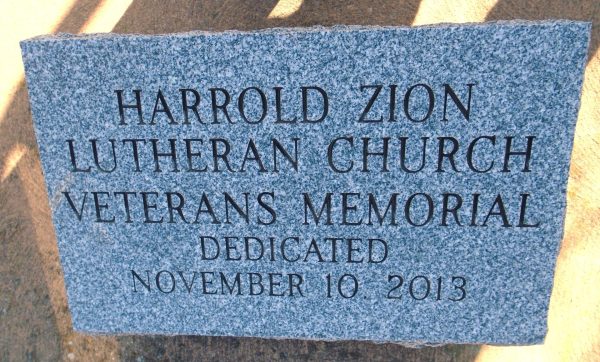 HARROLD ZION
LUTHERAN CHURCH
VETERANS MEMORIAL
DEDICATED
NOVEMBER 10. 2013